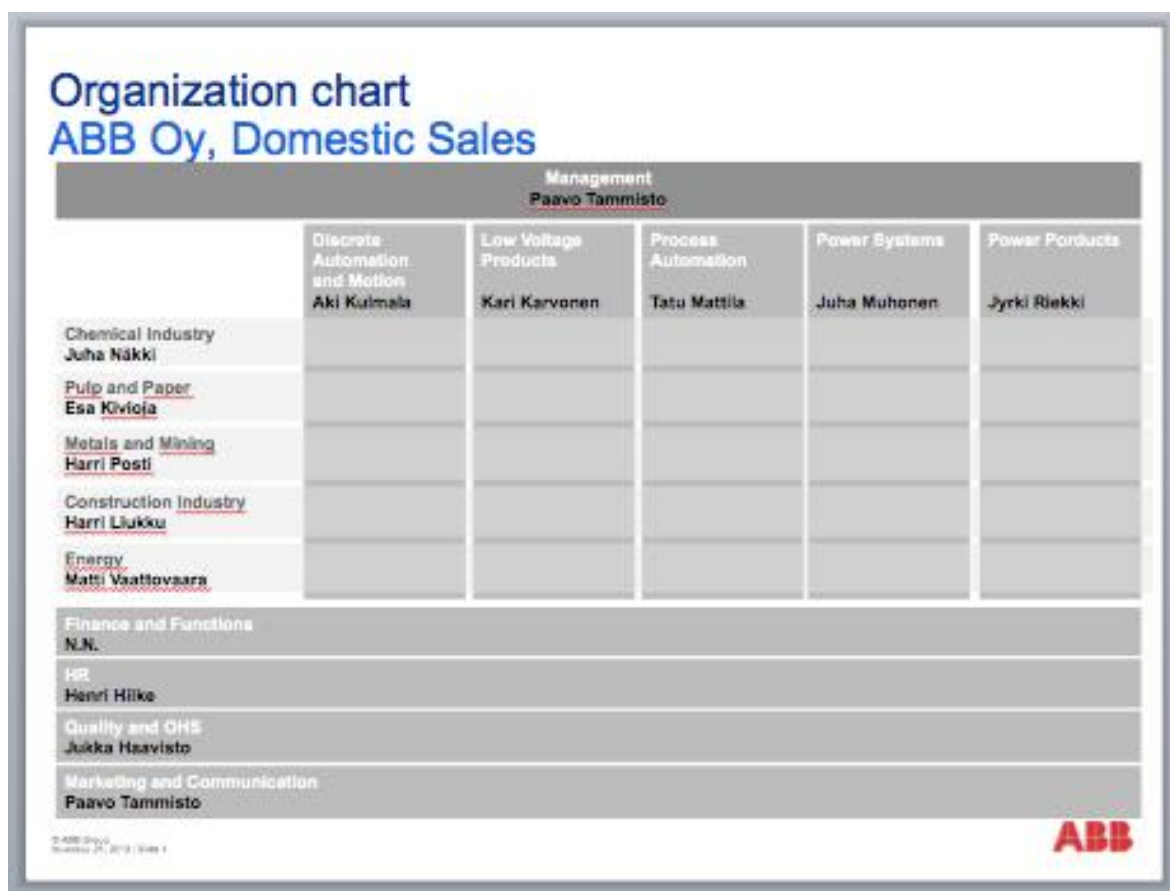 Organization chart
ABB Oy, Domestic Sales
Management
Paavo Tammisto
Discrete
Automation
and Motion
Aki Kulmala
Low Voltage
Products
Kari Karvonen
Process
Automation
Tatu Mattila
Power Systems
Juha Muhonen
Power Porducts
Jyrki Riekki
Chemical Industry
Juha Näkki
Pulp and Paper
Esa Kivioja
Metals and Mining
Harri Posti
Construction Industry
Harri Liukku
Energy
Matti Vaattovaara
Finance and Functions
N.N.
HR
Henri Hilke
Quality and OHS
Jukka Haavisto
Marketing and Communication
Paavo Tammisto
© ABB Group
ABB